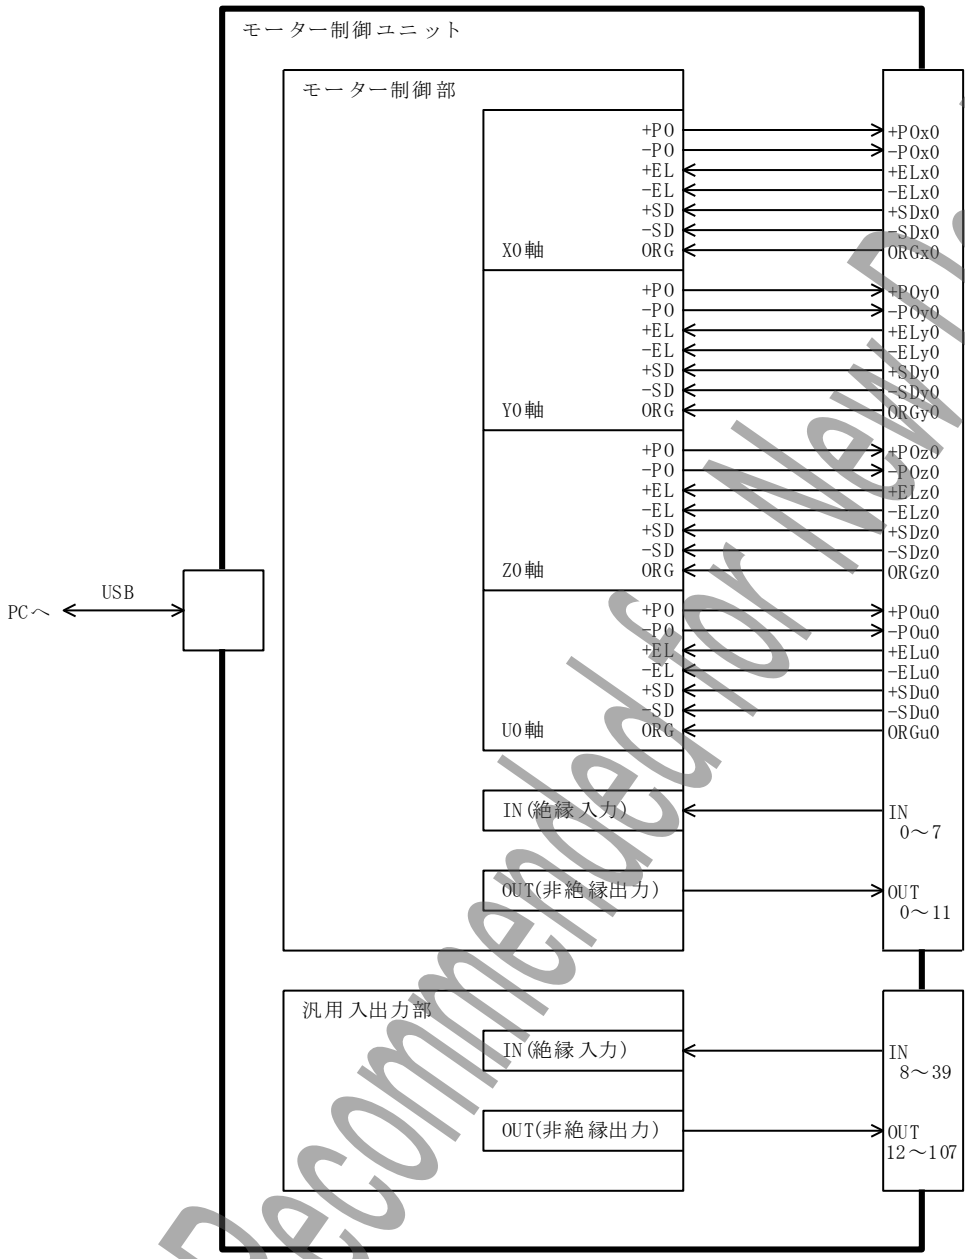 モーター制御ユニット
モーター制御部
+PO +POx0
-PO -POx0
+EL +ELx0
-EL -ELx0
+SD +SDx0
-SD -SDx0
X0軸 ORG ORGx0
+PO +POy0
-PO -POy0
+EL +ELy0
-EL -ELy0
+SD +SDy0
-SD -SDy0
Y0軸 ORG ORGy0
+PO +POz0
-PO -POz0
+EL +ELz0
-EL -ELz0
+SD +SDz0
-SD -SDz0
Z0軸 ORG ORGz0
USB
PCへ
+PO +POu0
-PO -POu0
+EL +ELu0
-EL -ELu0
+SD +SDu0
-SD -SDu0
U0軸 ORG ORGu0
IN(絶縁入力) IN
0～7
OUT(非絶縁出力) OUT
0～11
汎用入出力部
IN(絶縁入力) IN
8～39
OUT(非絶縁出力) OUT
12～107
Recommended for New